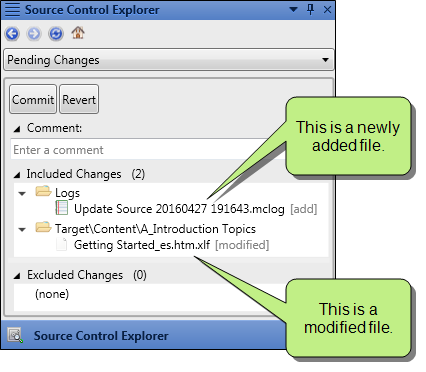 Source Control Explorer
Pending Changes
Commit Revert
Comment:
Enter a comment
Included Changes (2)
Logs
Update Source 20160427 191643.mclog [add]
Target\Content\A_Introduction Topics
Getting Started_es.htm.xlf [modified]
Excluded Changes (0)
(none)
Source Control Explorer
This is a newly
added file.
This is a
modified file.